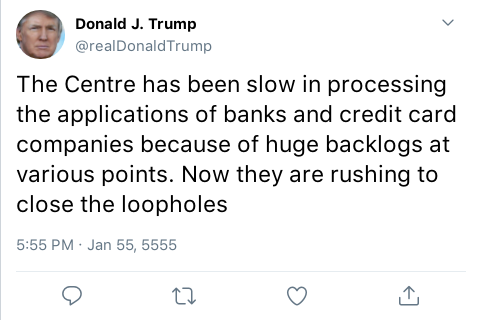 Donald J. Trump
@realDonaldTrump
The Centre has been slow in processing
the applications of banks and credit card
companies because of huge backlogs at
various points. Now they are rushing to
close the loopholes
5:55 PM · Jan 55, 5555